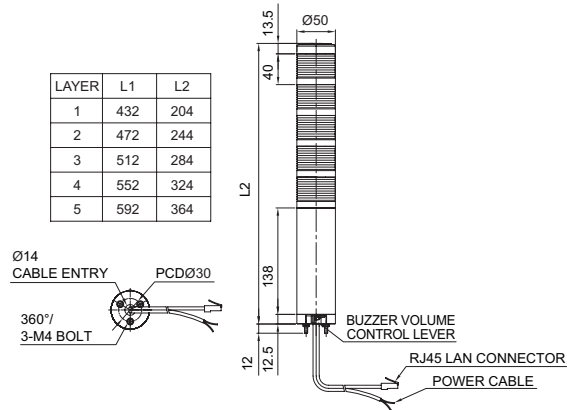 13.5
Ø50
40
L2
138
12
12.5
LAYER L1 L2
1 432 204
2 472 244
3 512 284
4 552 324
5 592 364
Ø14
CABLE ENTRY
PCDØ30
360°/
3-M4 BOLT
BUZZER VOLUME
CONTROL LEVER
RJ45 LAN CONNECTOR
POWER CABLE